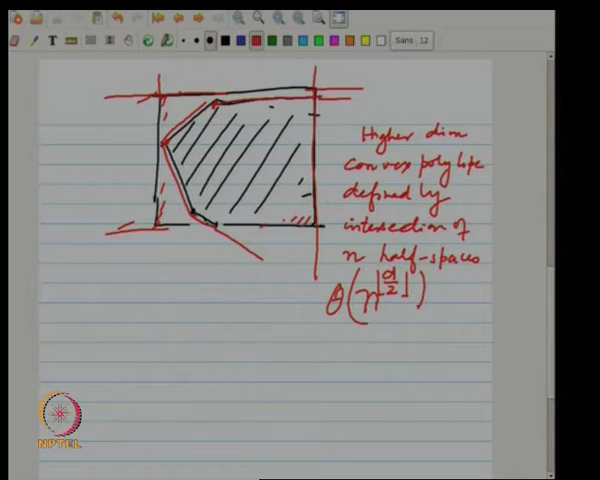 Sans 12
Higher dim
convex polytope
defined by
intersection of
n half-spaces
θ(n^⌊d/2⌋)
NPTEL